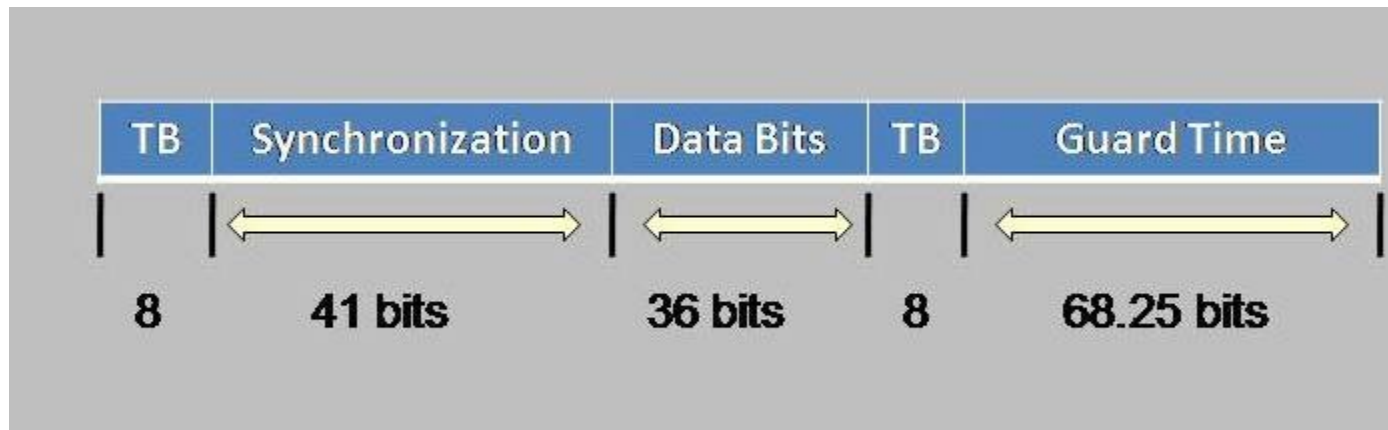 TB Synchronization Data Bits TB Guard Time
8 41 bits 36 bits 8 68.25 bits